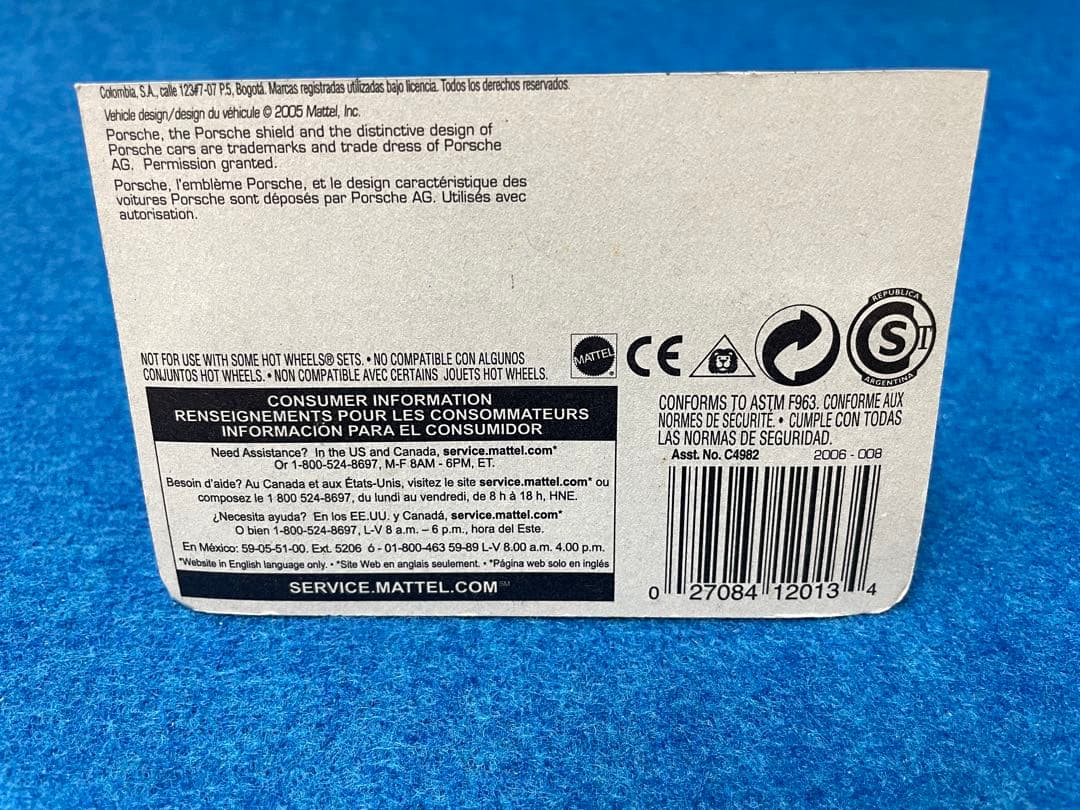 Colombia, S.A., calle 123#7-07 P.5, Bogotá. Marcas registradas utilizadas bajo licencia. Todos los derechos reservados.
Vehicle design/design du véhicule © 2005 Mattel, Inc.
Porsche, the Porsche shield and the distinctive design of
Porsche cars are trademarks and trade dress of Porsche
AG. Permission granted.
Porsche, l'emblème Porsche, et le design caractéristique des
voitures Porsche sont déposés par Porsche AG. Utilisés avec
autorisation.
NOT FOR USE WITH SOME HOT WHEELS® SETS. • NO COMPATIBLE CON ALGUNOS
CONJUNTOS HOT WHEELS. • NON COMPATIBLE AVEC CERTAINS JOUETS HOT WHEELS.
MATTEL®
CE
REPUBLICA
S T
ARGENTINA
CONSUMER INFORMATION
RENSEIGNEMENTS POUR LES CONSOMMATEURS
INFORMACIÓN PARA EL CONSUMIDOR
Need Assistance? In the US and Canada, service.mattel.com*
Or 1-800-524-8697, M-F 8AM - 6PM, ET.
Besoin d'aide? Au Canada et aux États-Unis, visitez le site service.mattel.com* ou
composez le 1 800 524-8697, du lundi au vendredi, de 8 h à 18 h, HNE.
¿Necesita ayuda? En los EE.UU. y Canadá, service.mattel.com*
O bien 1-800-524-8697, L-V 8 a.m. – 6 p.m., hora del Este.
En México: 59-05-51-00. Ext. 5206 ó - 01-800-463 59-89 L-V 8.00 a.m. 4.00 p.m.
*Website in English language only. • *Site Web en anglais seulement. • *Página web solo en inglés
SERVICE.MATTEL.COM℠
CONFORMS TO ASTM F963. CONFORME AUX
NORMES DE SÉCURITÉ. • CUMPLE CON TODAS
LAS NORMAS DE SEGURIDAD.
Asst. No. C4982 2006 - 008
0 27084 12013 4